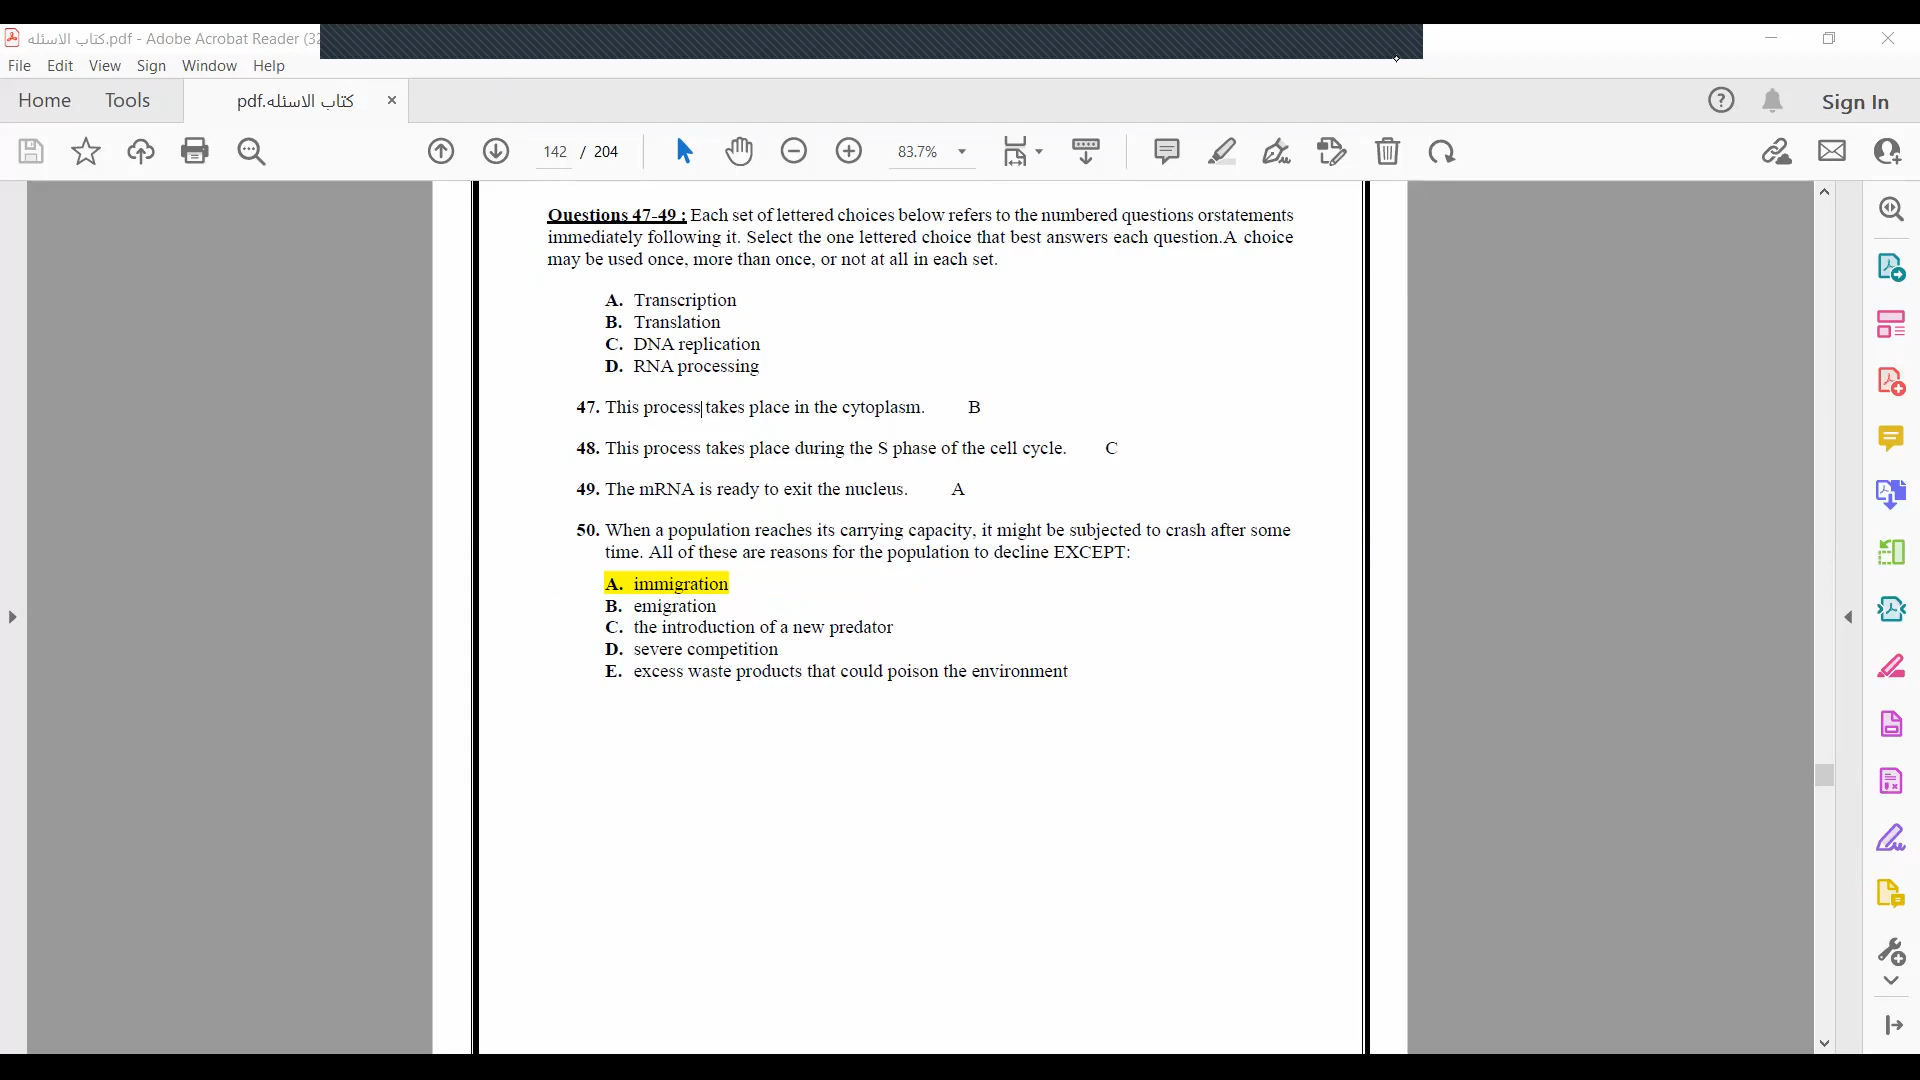 كتاب الاسئله.pdf - Adobe Acrobat Reader (32
File Edit View Sign Window Help
Home Tools كتاب الاسئله.pdf Sign In
142 / 204 83.7%
Questions 47-49 : Each set of lettered choices below refers to the numbered questions orstatements
immediately following it. Select the one lettered choice that best answers each question.A choice
may be used once, more than once, or not at all in each set.
A. Transcription
B. Translation
C. DNA replication
D. RNA processing
47. This process takes place in the cytoplasm. B
48. This process takes place during the S phase of the cell cycle. C
49. The mRNA is ready to exit the nucleus. A
50. When a population reaches its carrying capacity, it might be subjected to crash after some
time. All of these are reasons for the population to decline EXCEPT:
A. immigration
B. emigration
C. the introduction of a new predator
D. severe competition
E. excess waste products that could poison the environment